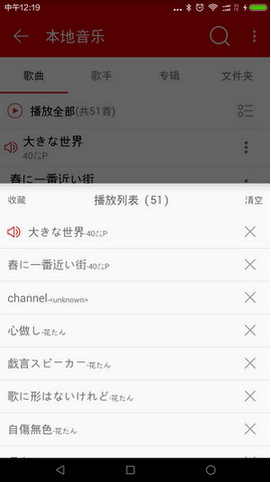 中午12:19
本地音乐
歌曲 歌手 专辑 文件夹
播放全部(共51首)
大きな世界
40㍍P
春に一番近い街
收藏 播放列表 (51) 清空
大きな世界-40㍍P
春に一番近い街-40㍍P
channel-<unknown>
心做し-花たん
戯言スピーカー-花たん
歌に形はないけれど-花たん
自傷無色-花たん